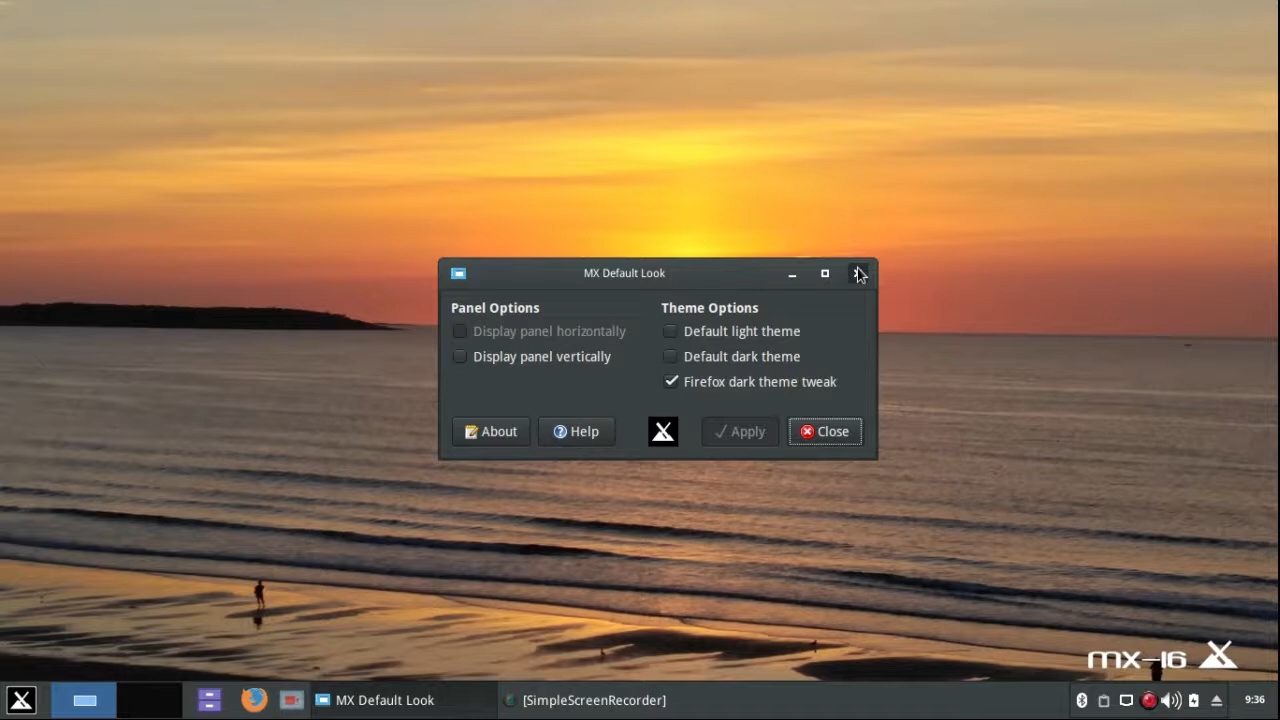 MX Default Look
Panel Options
Display panel horizontally
Display panel vertically
Theme Options
Default light theme
Default dark theme
Firefox dark theme tweak
About
Help
Apply
Close
mx-16
MX Default Look
[SimpleScreenRecorder]
9:36